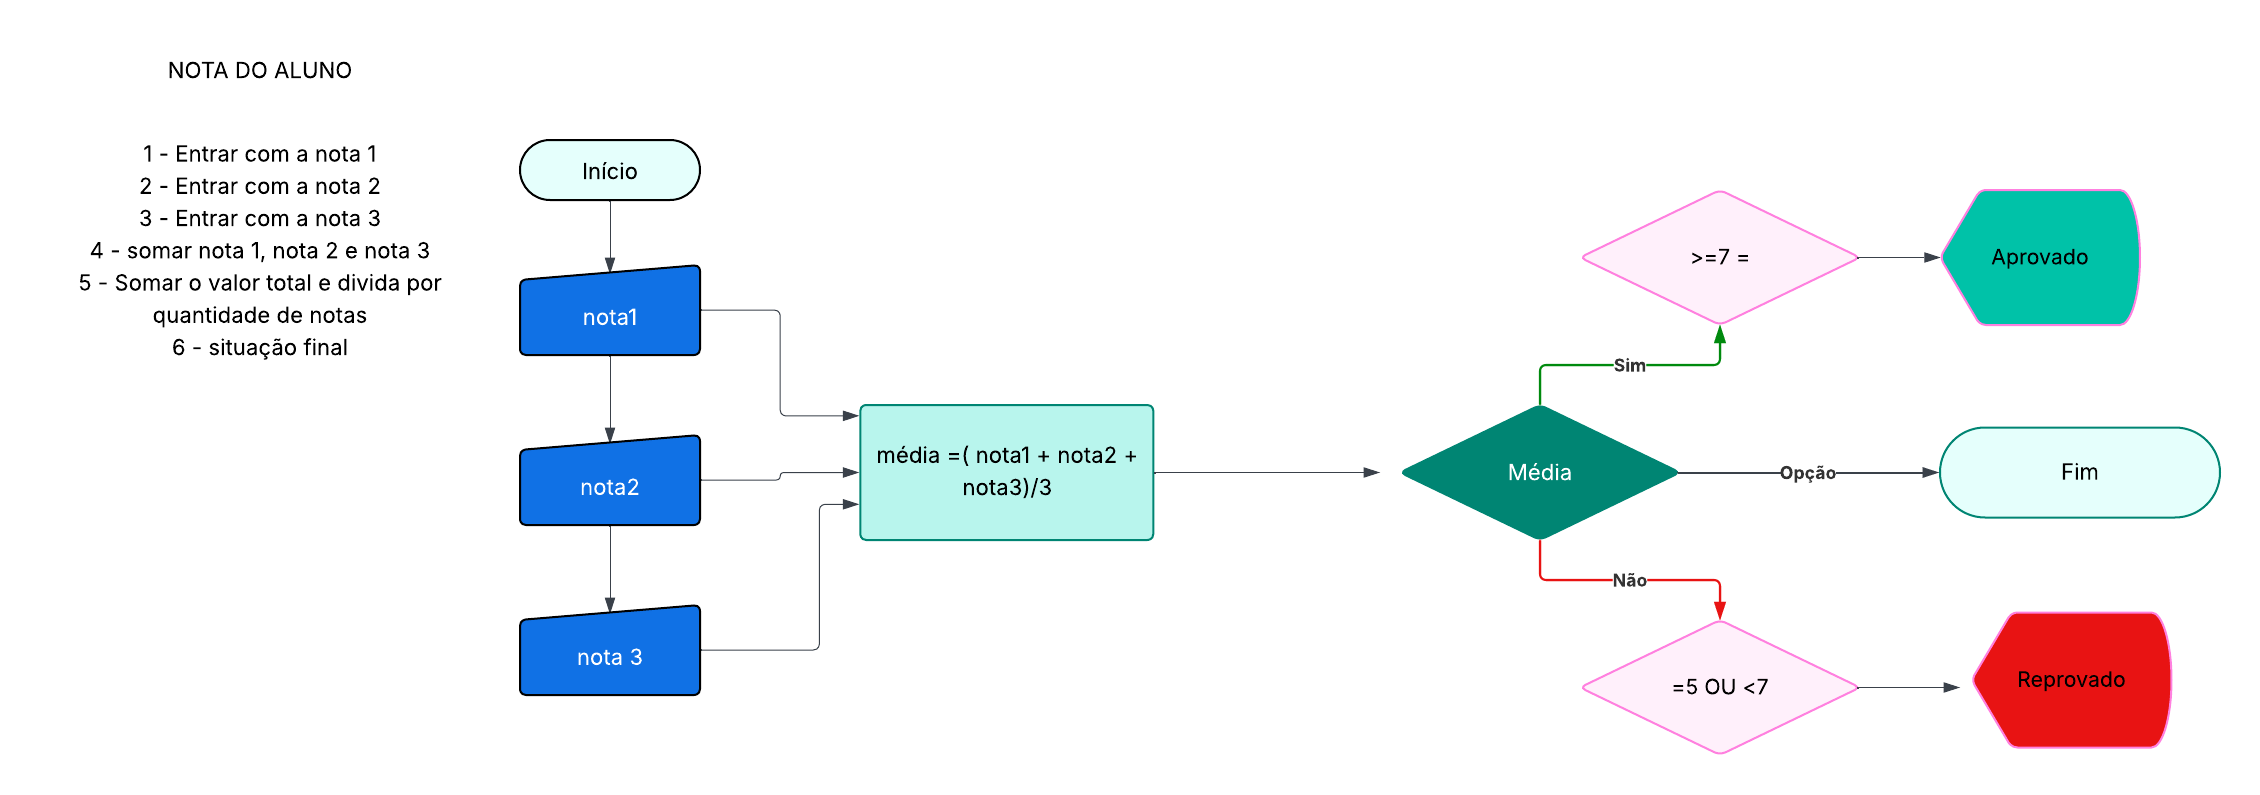 NOTA DO ALUNO
1 - Entrar com a nota 1
2 - Entrar com a nota 2
3 - Entrar com a nota 3
4 - somar nota 1, nota 2 e nota 3
5 - Somar o valor total e divida por
quantidade de notas
6 - situação final
Início
nota1
nota2
nota 3
média =( nota1 + nota2 +
nota3)/3
Média
Sim
>=7 =
Aprovado
Opção
Fim
Não
=5 OU <7
Reprovado